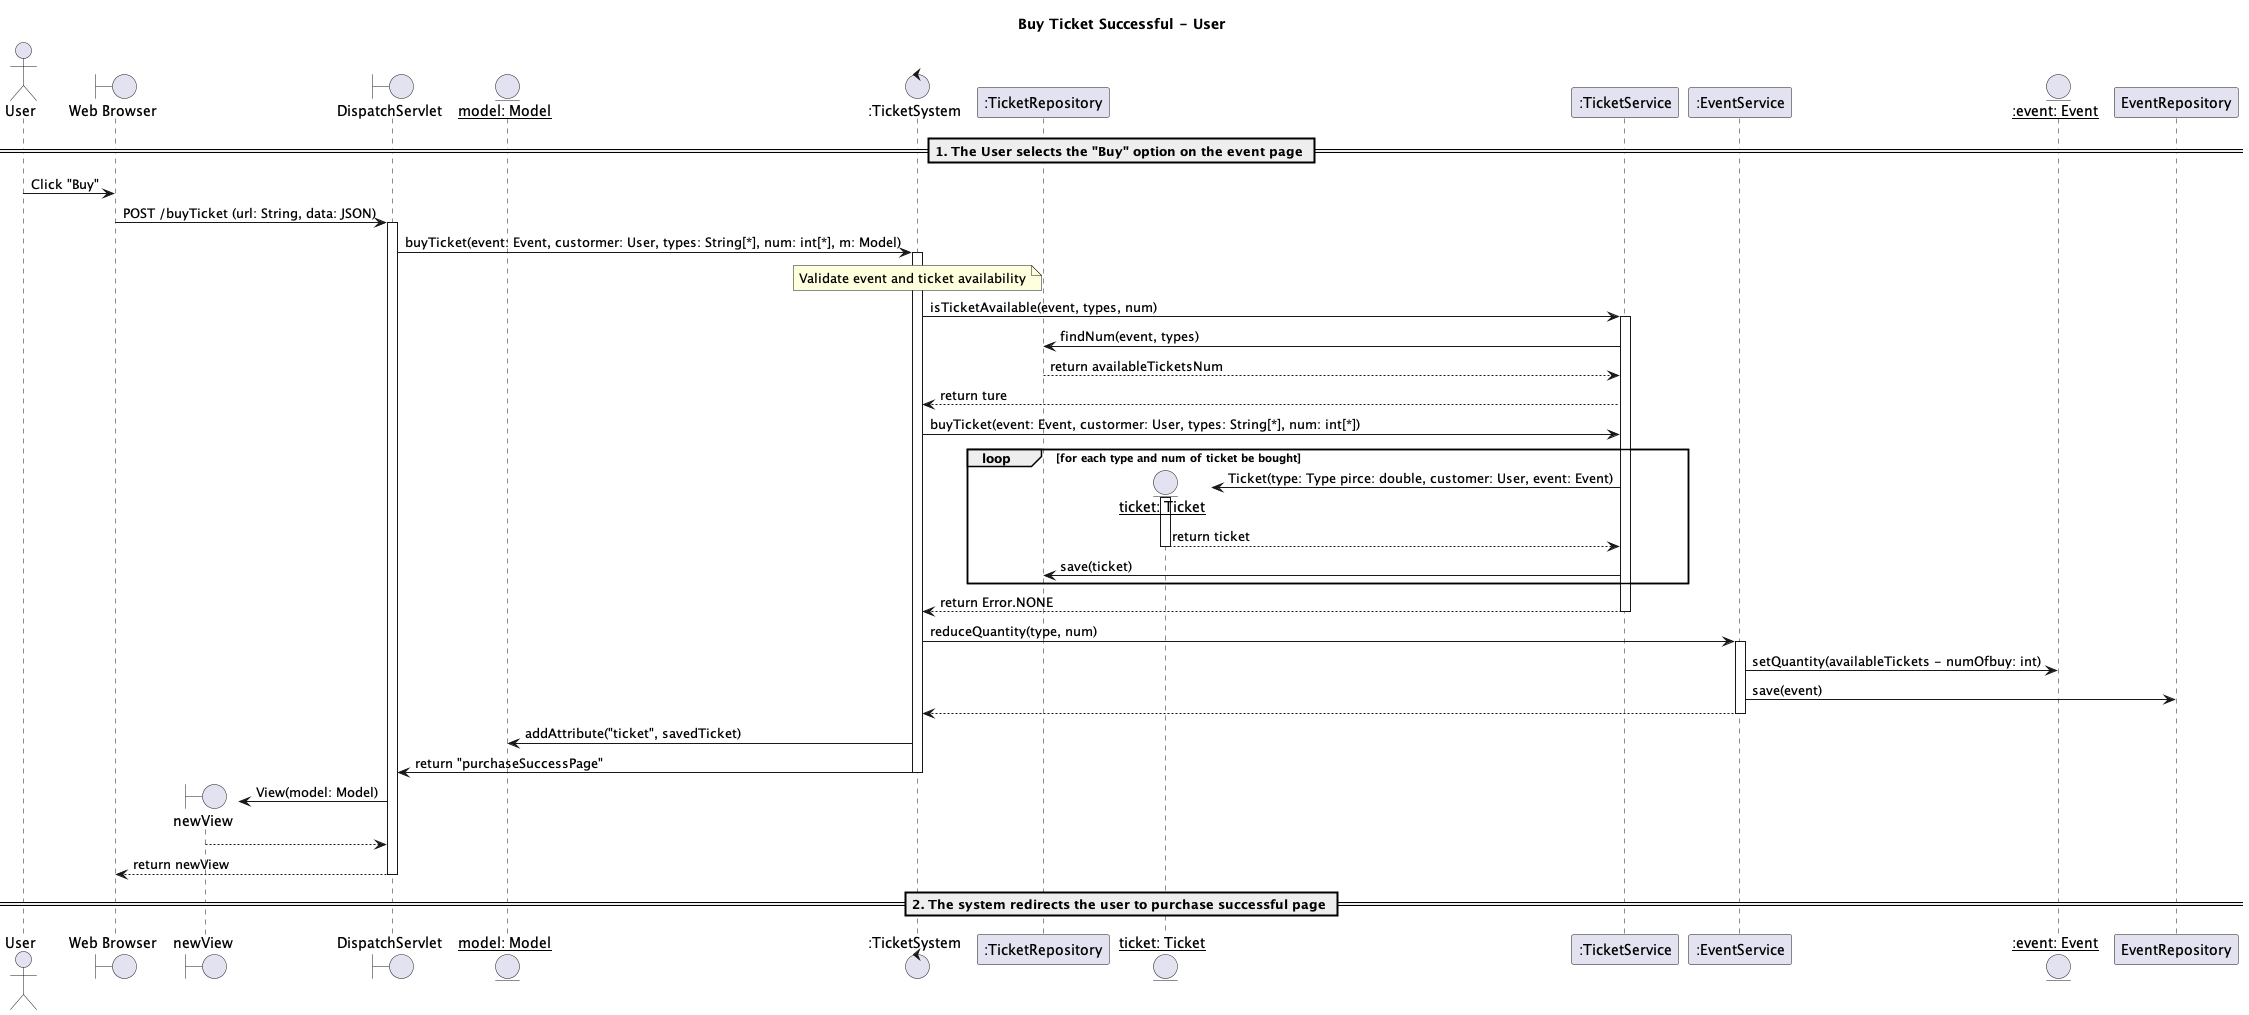 Buy Ticket Successful - User
User
Web Browser
DispatchServlet
model: Model
:TicketSystem
:TicketRepository
:TicketService
:EventService
:event: Event
EventRepository
1. The User selects the "Buy" option on the event page
Click "Buy"
POST /buyTicket (url: String, data: JSON)
buyTicket(event: Event, custormer: User, types: String[*], num: int[*], m: Model)
Validate event and ticket availability
isTicketAvailable(event, types, num)
findNum(event, types)
return availableTicketsNum
return ture
buyTicket(event: Event, custormer: User, types: String[*], num: int[*])
loop
[for each type and num of ticket be bought]
Ticket(type: Type pirce: double, customer: User, event: Event)
ticket: Ticket
return ticket
save(ticket)
return Error.NONE
reduceQuantity(type, num)
setQuantity(availableTickets - numOfbuy: int)
save(event)
addAttribute("ticket", savedTicket)
return "purchaseSuccessPage"
View(model: Model)
newView
return newView
2. The system redirects the user to purchase successful page
User
Web Browser
newView
DispatchServlet
model: Model
:TicketSystem
:TicketRepository
ticket: Ticket
:TicketService
:EventService
:event: Event
EventRepository